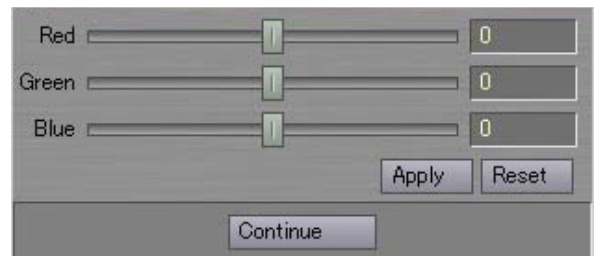 Red 0
Green 0
Blue 0
Apply Reset
Continue